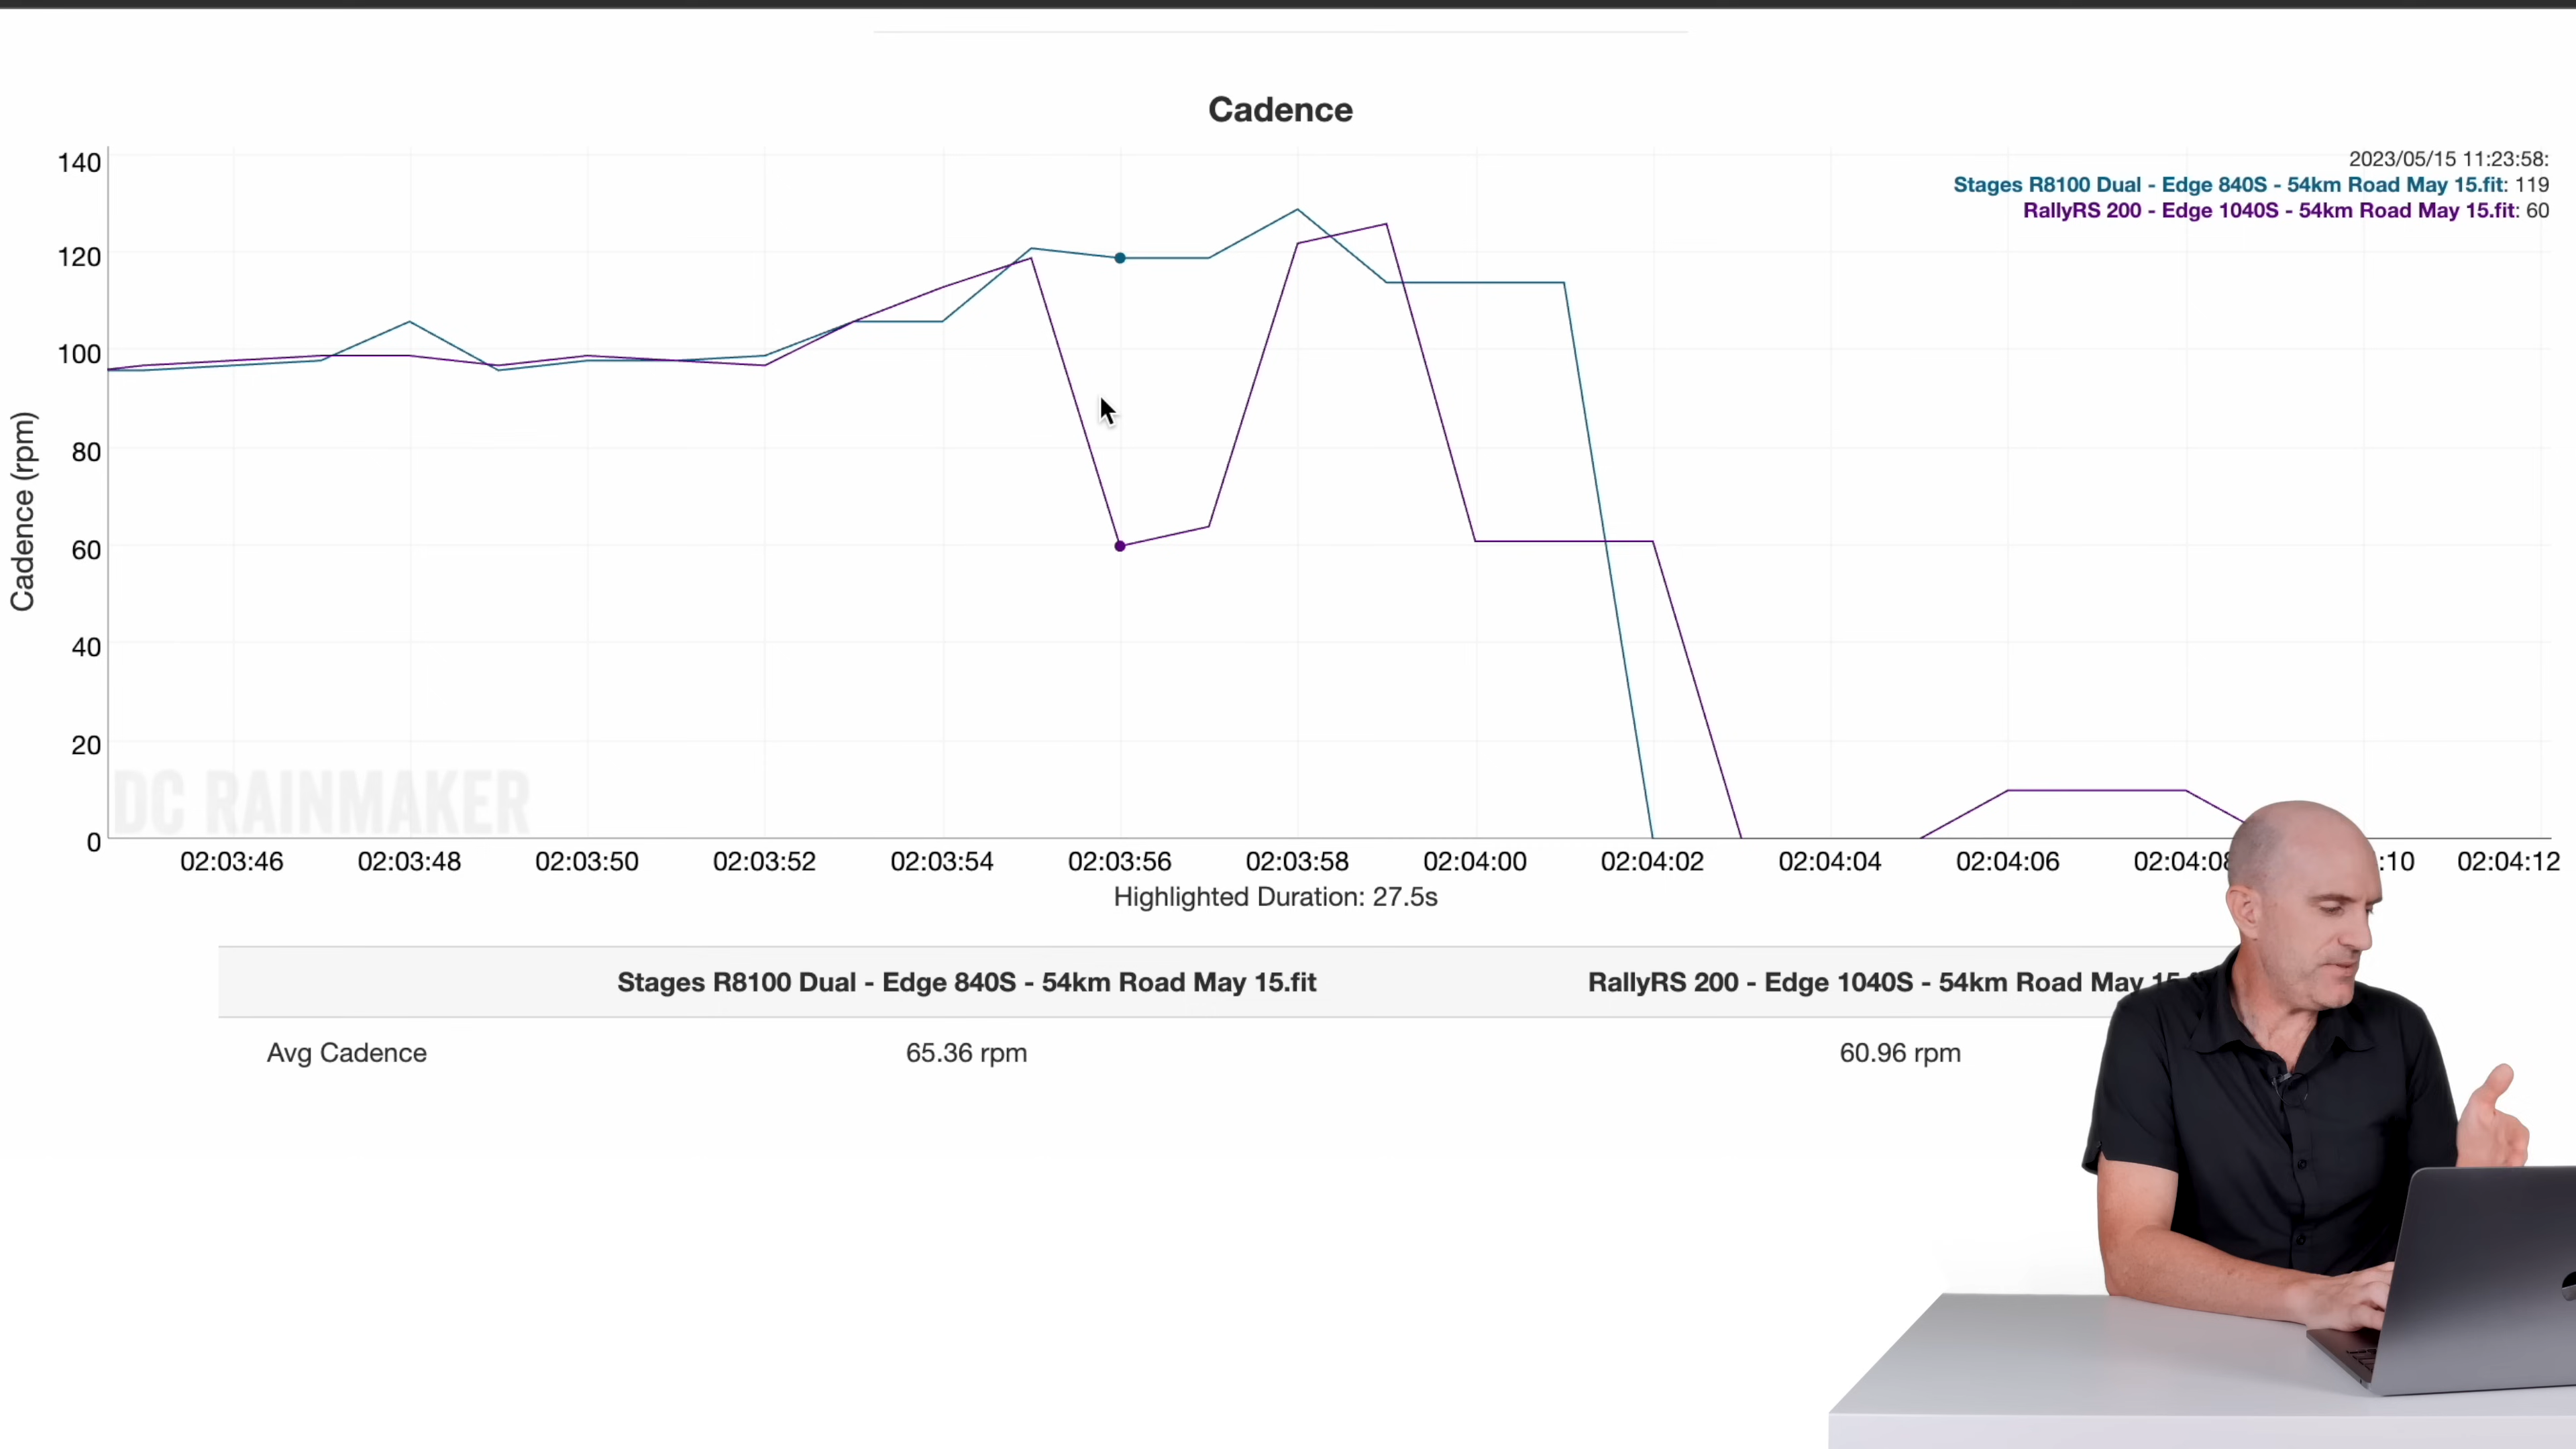 Cadence
2023/05/15 11:23:58:
Stages R8100 Dual - Edge 840S - 54km Road May 15.fit: 119
RallyRS 200 - Edge 1040S - 54km Road May 15.fit: 60
Cadence (rpm)
140
120
100
80
60
40
20
0
DC RAINMAKER
02:03:46 02:03:48 02:03:50 02:03:52 02:03:54 02:03:56 02:03:58 02:04:00 02:04:02 02:04:04 02:04:06 02:04:08 :10 02:04:12
Highlighted Duration: 27.5s
Stages R8100 Dual - Edge 840S - 54km Road May 15.fit RallyRS 200 - Edge 1040S - 54km Road May 15
Avg Cadence 65.36 rpm 60.96 rpm